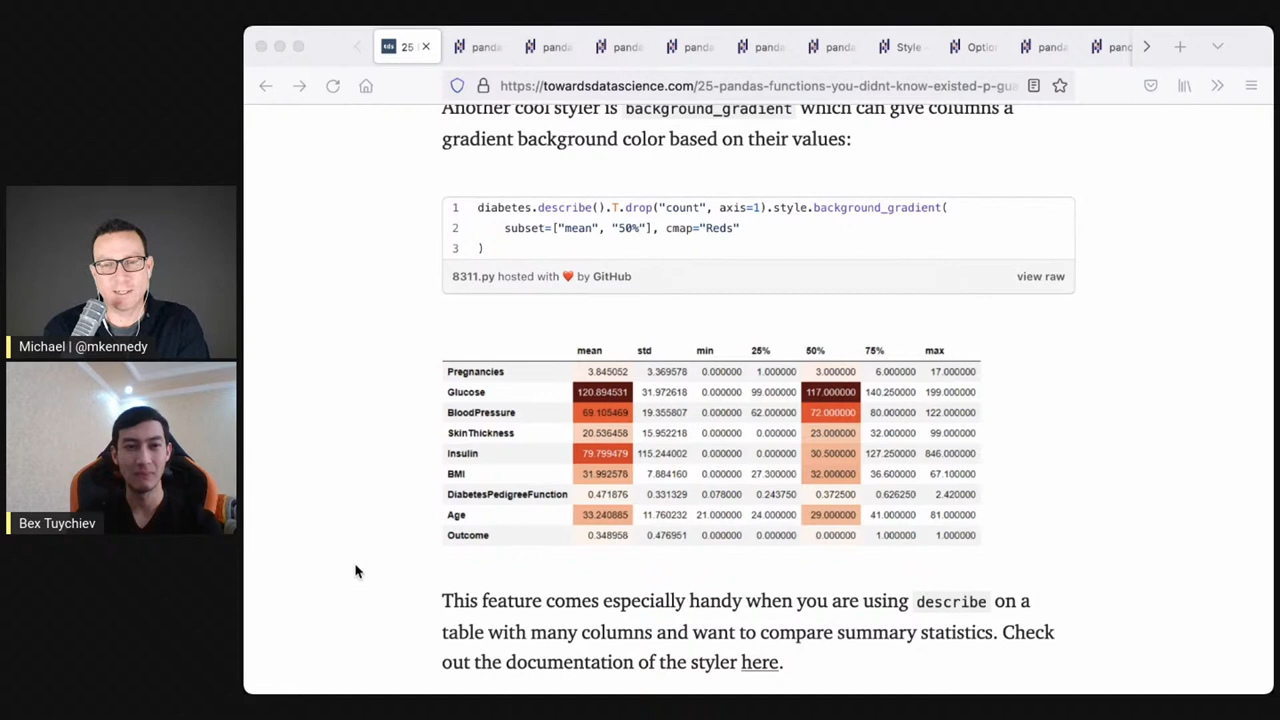 25
panda
panda
panda
panda
panda
panda
Style
Option
panda
pand
https://towardsdatascience.com/25-pandas-functions-you-didnt-know-existed-p-gua
Another cool styler is background_gradient which can give columns a
gradient background color based on their values:
1 diabetes.describe().T.drop("count", axis=1).style.background_gradient(
2 subset=["mean", "50%"], cmap="Reds"
3 )
8311.py hosted with ❤ by GitHub view raw
mean std min 25% 50% 75% max
Pregnancies 3.845052 3.369578 0.000000 1.000000 3.000000 6.000000 17.000000
Glucose 120.894531 31.972618 0.000000 99.000000 117.000000 140.250000 199.000000
BloodPressure 69.105469 19.355807 0.000000 62.000000 72.000000 80.000000 122.000000
SkinThickness 20.536458 15.952218 0.000000 0.000000 23.000000 32.000000 99.000000
Insulin 79.799479 115.244002 0.000000 0.000000 30.500000 127.250000 846.000000
BMI 31.992578 7.884160 0.000000 27.300000 32.000000 36.600000 67.100000
DiabetesPedigreeFunction 0.471876 0.331329 0.078000 0.243750 0.372500 0.626250 2.420000
Age 33.240885 11.760232 21.000000 24.000000 29.000000 41.000000 81.000000
Outcome 0.348958 0.476951 0.000000 0.000000 0.000000 1.000000 1.000000
This feature comes especially handy when you are using describe on a
table with many columns and want to compare summary statistics. Check
out the documentation of the styler here.
Michael | @mkennedy
Bex Tuychiev